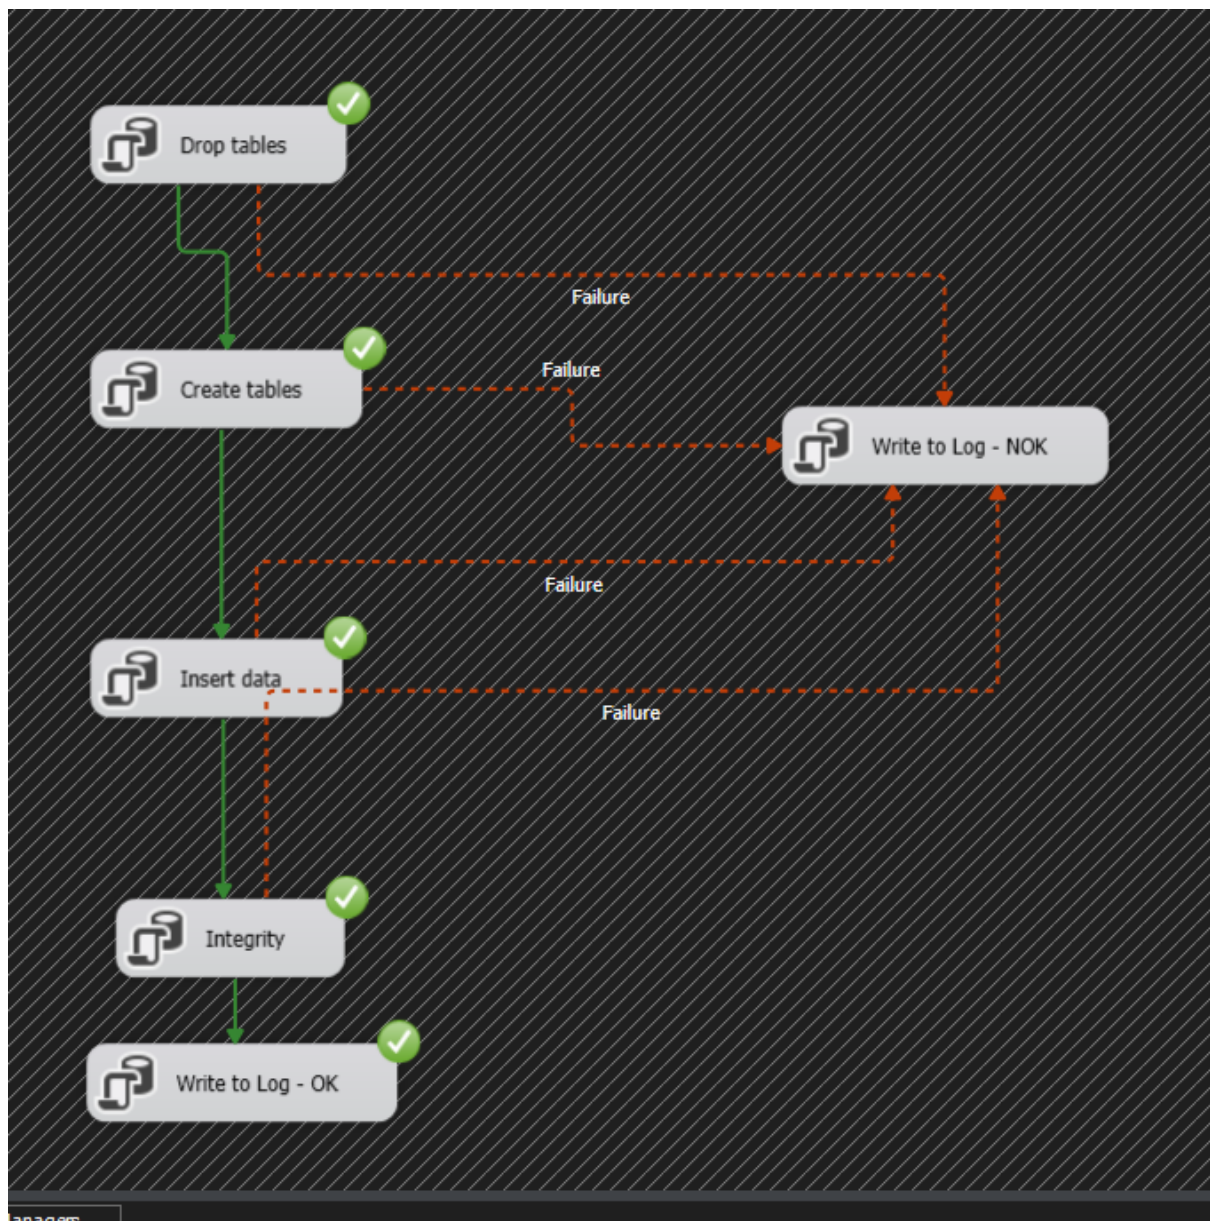 Drop tables
Failure
Failure
Create tables
Write to Log - NOK
Failure
Insert data
Failure
Integrity
Write to Log - OK